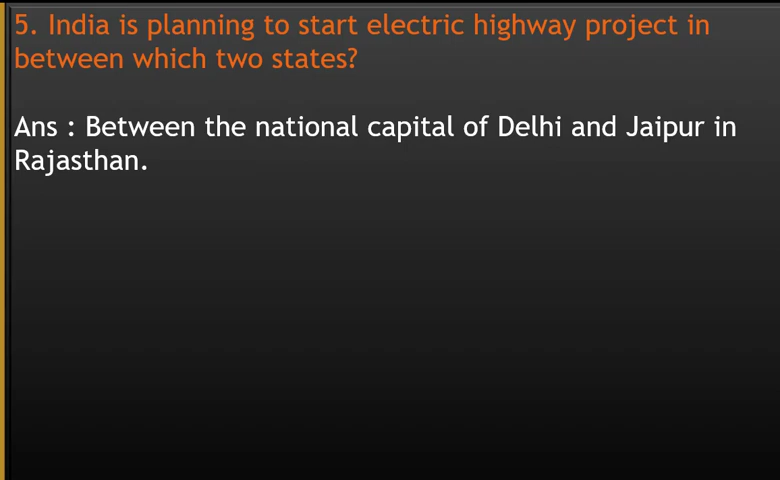 5. India is planning to start electric highway project in
between which two states?
Ans : Between the national capital of Delhi and Jaipur in
Rajasthan.